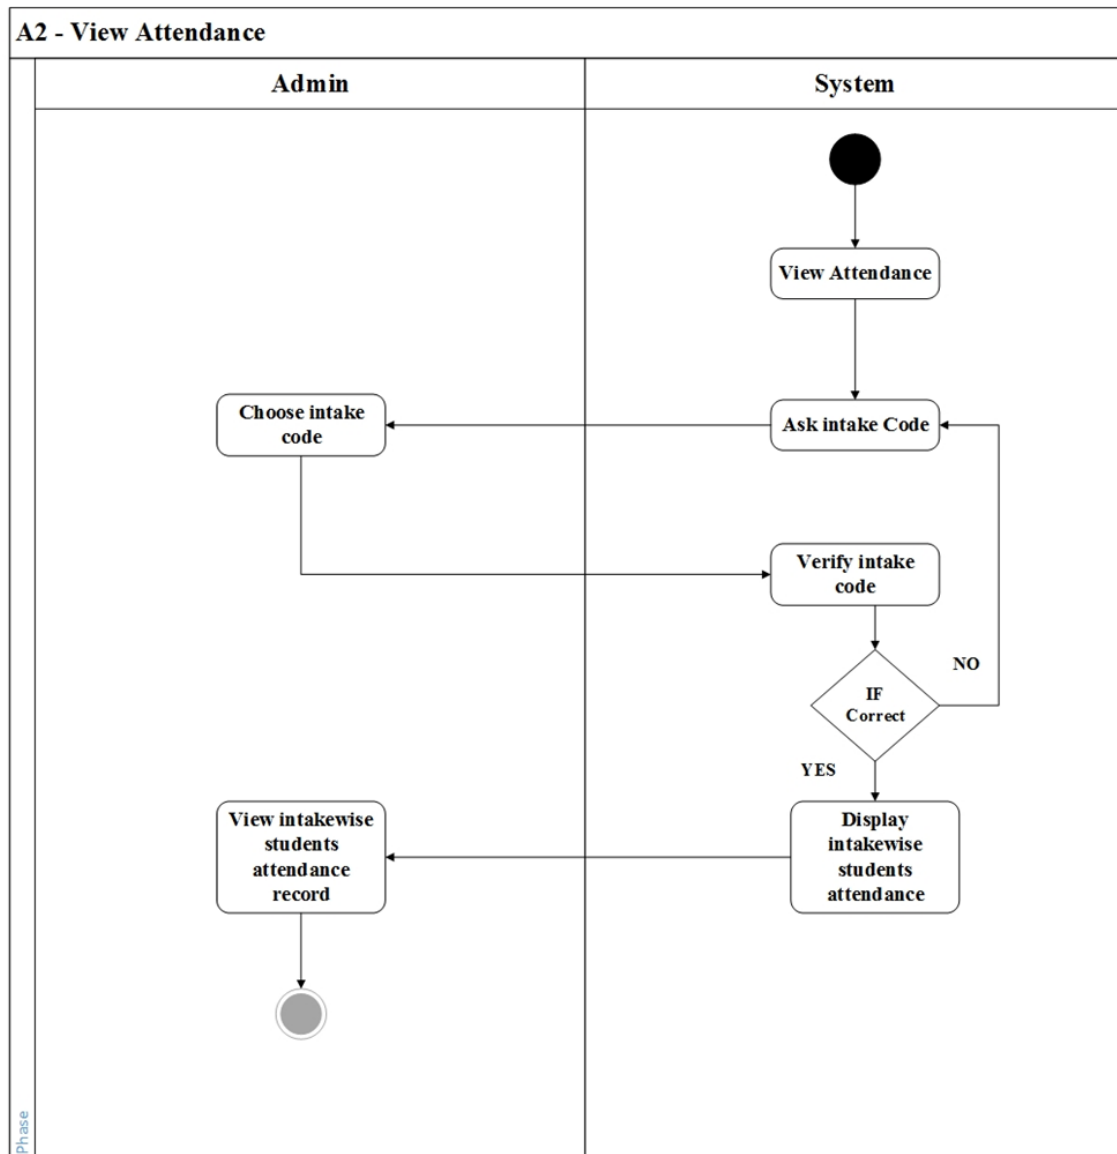 A2 - View Attendance
Admin
System
View Attendance
Choose intake
code
Ask intake Code
Verify intake
code
NO
IF
Correct
YES
View intakewise
students
attendance
record
Display
intakewise
students
attendance
Phase